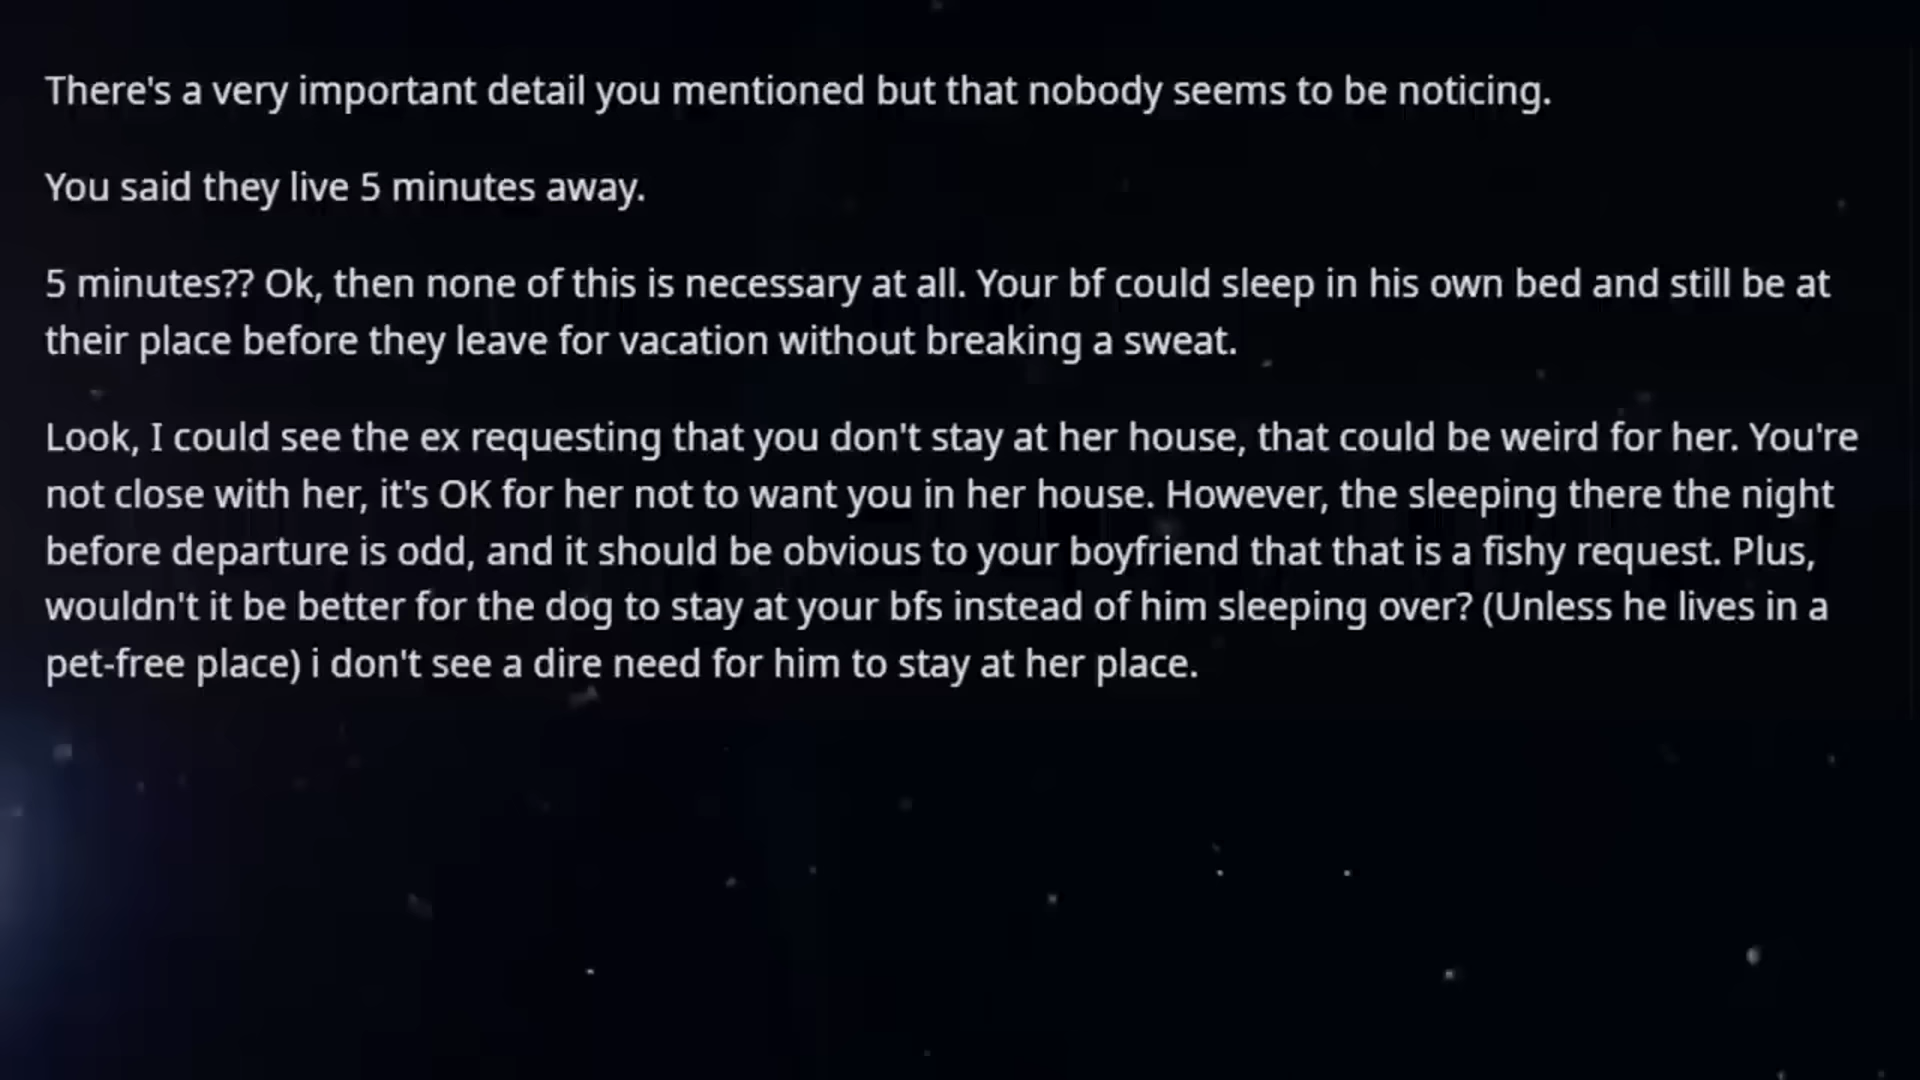 There's a very important detail you mentioned but that nobody seems to be noticing.
You said they live 5 minutes away.
5 minutes?? Ok, then none of this is necessary at all. Your bf could sleep in his own bed and still be at
their place before they leave for vacation without breaking a sweat.
Look, I could see the ex requesting that you don't stay at her house, that could be weird for her. You're
not close with her, it's OK for her not to want you in her house. However, the sleeping there the night
before departure is odd, and it should be obvious to your boyfriend that that is a fishy request. Plus,
wouldn't it be better for the dog to stay at your bfs instead of him sleeping over? (Unless he lives in a
pet-free place) i don't see a dire need for him to stay at her place.